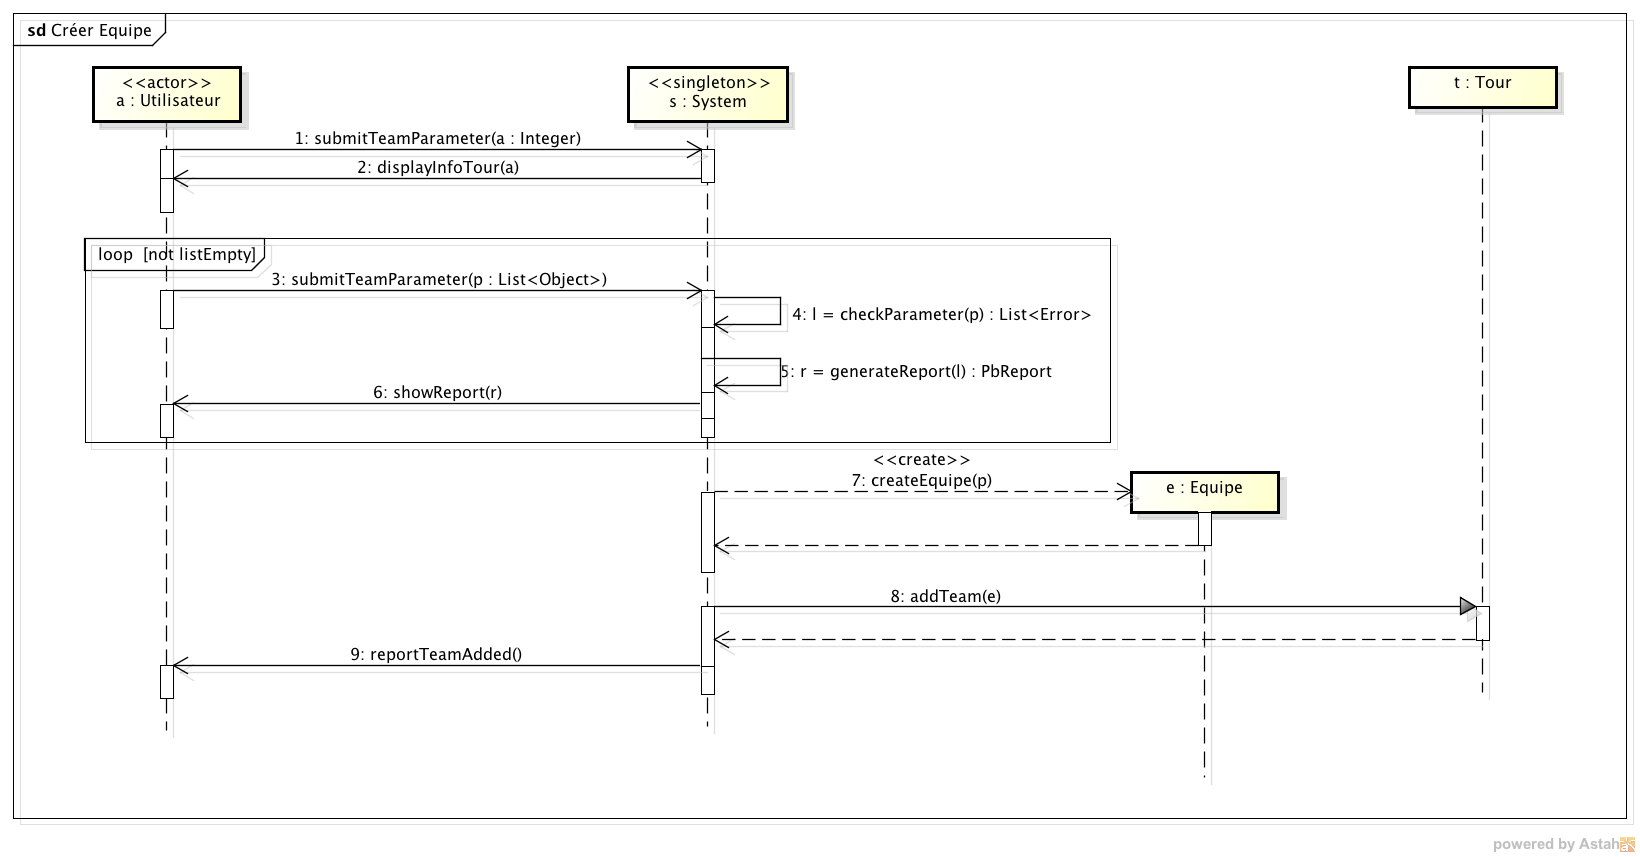 sd Créer Equipe
<<actor>>
a : Utilisateur
<<singleton>>
s : System
t : Tour
1: submitTeamParameter(a : Integer)
2: displayInfoTour(a)
loop [not listEmpty]
3: submitTeamParameter(p : List<Object>)
4: l = checkParameter(p) : List<Error>
5: r = generateReport(l) : PbReport
6: showReport(r)
<<create>>
7: createEquipe(p)
e : Equipe
8: addTeam(e)
9: reportTeamAdded()
powered by Astah